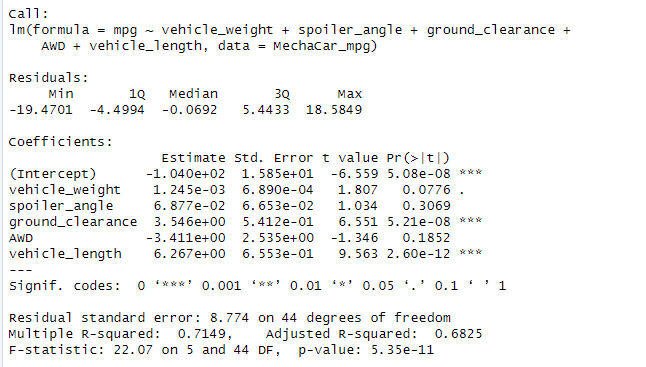 Call:
lm(formula = mpg ~ vehicle_weight + spoiler_angle + ground_clearance +
    AWD + vehicle_length, data = MechaCar_mpg)
Residuals:
     Min       1Q   Median       3Q      Max
-19.4701  -4.4994  -0.0692   5.4433  18.5849
Coefficients:
                   Estimate Std. Error t value Pr(>|t|)
(Intercept)      -1.040e+02  1.585e+01  -6.559 5.08e-08 ***
vehicle_weight    1.245e-03  6.890e-04   1.807   0.0776 .
spoiler_angle     6.877e-02  6.653e-02   1.034   0.3069
ground_clearance  3.546e+00  5.412e-01   6.551 5.21e-08 ***
AWD              -3.411e+00  2.535e+00  -1.346   0.1852
vehicle_length    6.267e+00  6.553e-01   9.563 2.60e-12 ***
---
Signif. codes:  0 ‘***’ 0.001 ‘**’ 0.01 ‘*’ 0.05 ‘.’ 0.1 ‘ ’ 1
Residual standard error: 8.774 on 44 degrees of freedom
Multiple R-squared:  0.7149,    Adjusted R-squared:  0.6825
F-statistic: 22.07 on 5 and 44 DF,  p-value: 5.35e-11